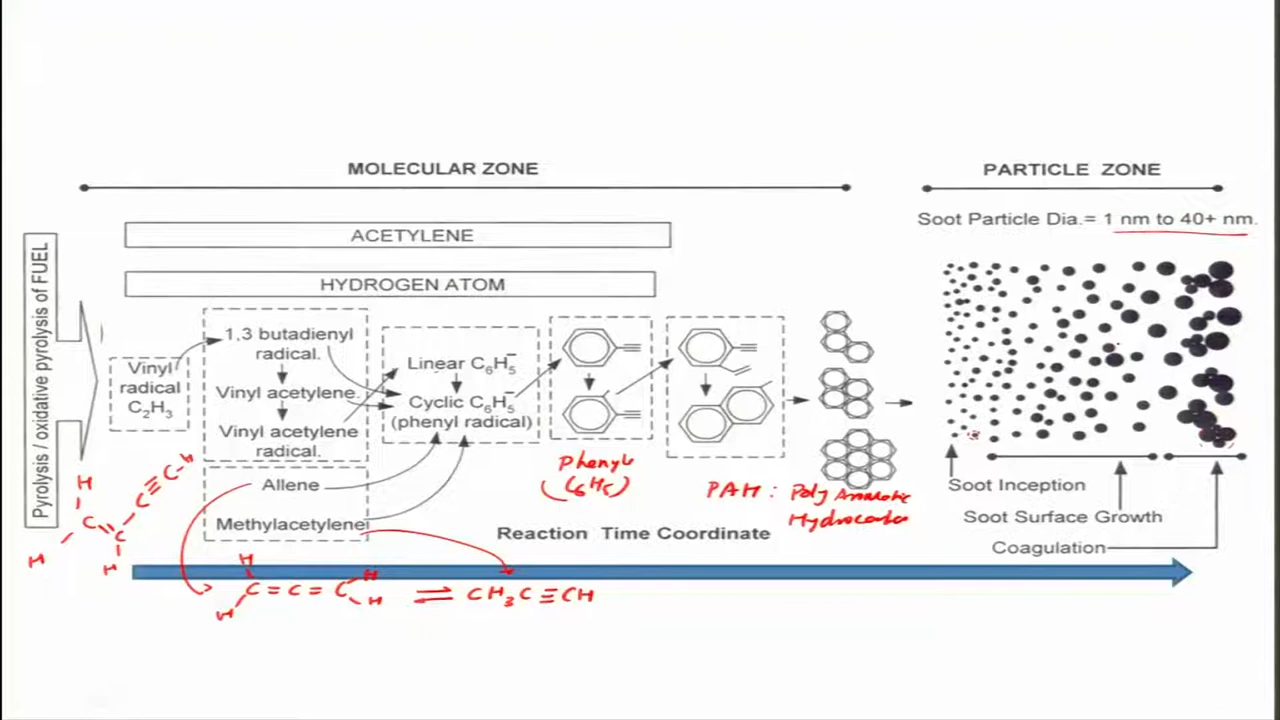 MOLECULAR ZONE
PARTICLE ZONE
Soot Particle Dia.= 1 nm to 40+ nm.
ACETYLENE
HYDROGEN ATOM
Pyrolysis / oxidative pyrolysis of FUEL
Vinyl
radical
C₂H₃
1,3 butadienyl
radical.
Vinyl acetylene.
Vinyl acetylene
radical.
Allene
Methylacetylene
Linear C₆H₅⁻
Cyclic C₆H₅⁻
(phenyl radical)
Phenyl
(C₆H₅)
PAH : Poly Aromatic
Hydrocarbo
Soot Inception
Soot Surface Growth
Coagulation
Reaction Time Coordinate
H
H
C
C
H
C≡C-H
H
H
C = C = C
H
H
⇌ CH₃C≡CH